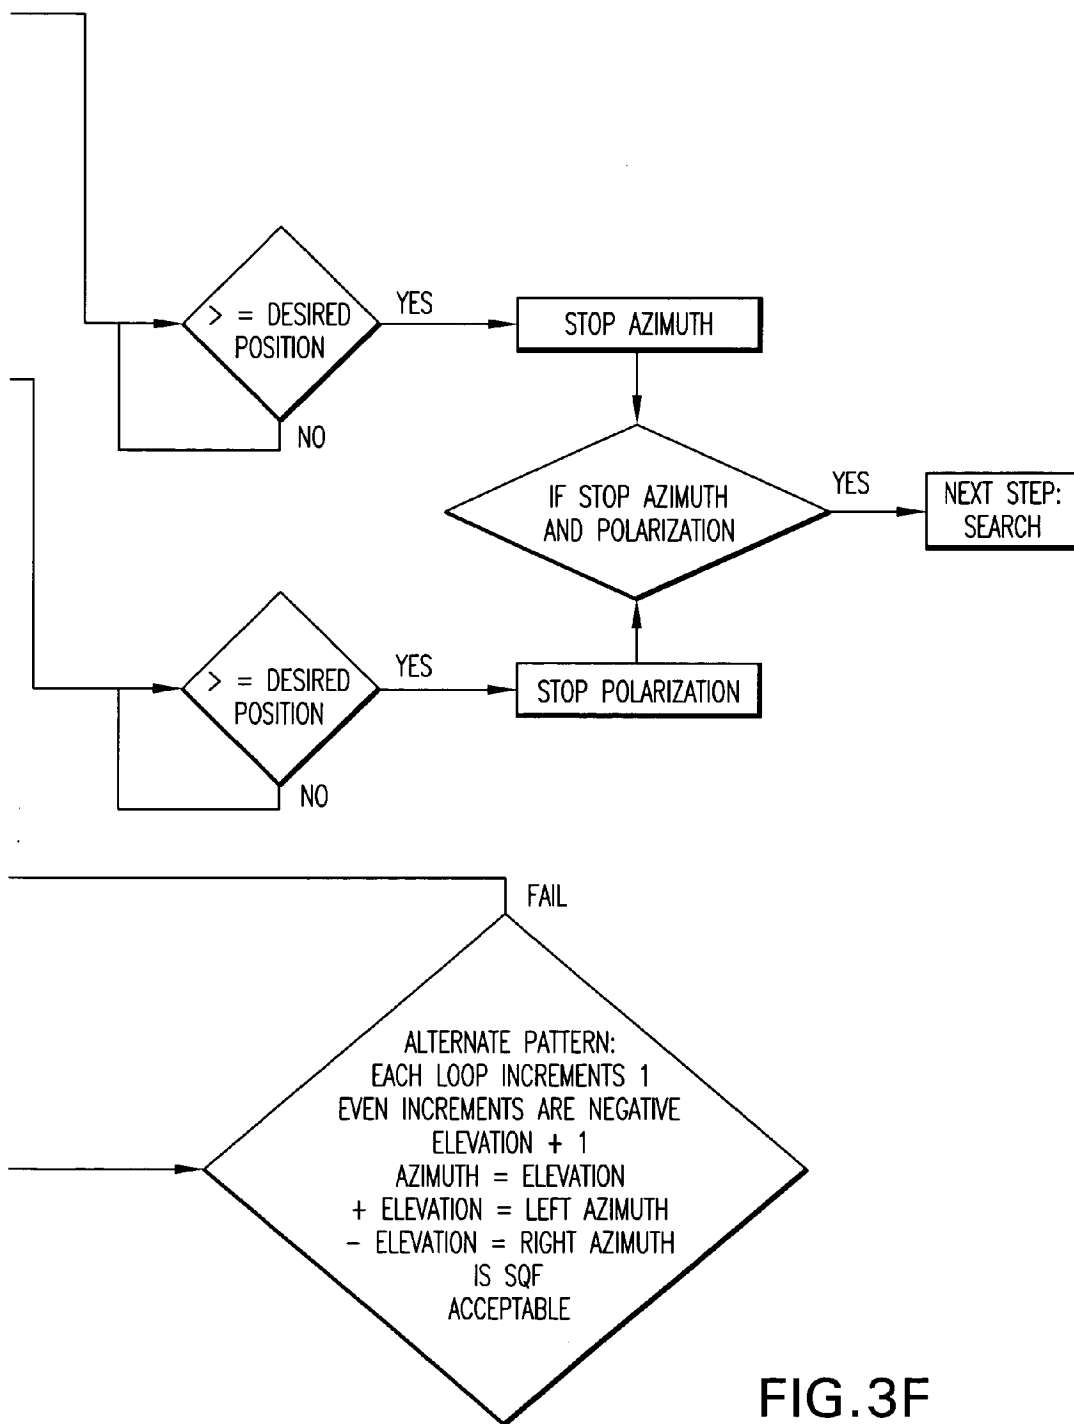 > = DESIRED
POSITION
YES
NO
STOP AZIMUTH
IF STOP AZIMUTH
AND POLARIZATION
YES
NEXT STEP:
SEARCH
> = DESIRED
POSITION
YES
NO
STOP POLARIZATION
FAIL
ALTERNATE PATTERN:
EACH LOOP INCREMENTS 1
EVEN INCREMENTS ARE NEGATIVE
ELEVATION + 1
AZIMUTH = ELEVATION
+ ELEVATION = LEFT AZIMUTH
- ELEVATION = RIGHT AZIMUTH
IS SQF
ACCEPTABLE
FIG.3F